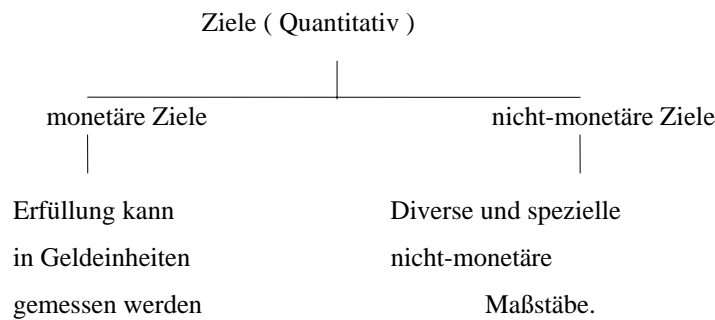 Ziele ( Quantitativ )
monetäre Ziele
nicht-monetäre Ziele
Erfüllung kann
in Geldeinheiten
gemessen werden
Diverse und spezielle
nicht-monetäre
Maßstäbe.